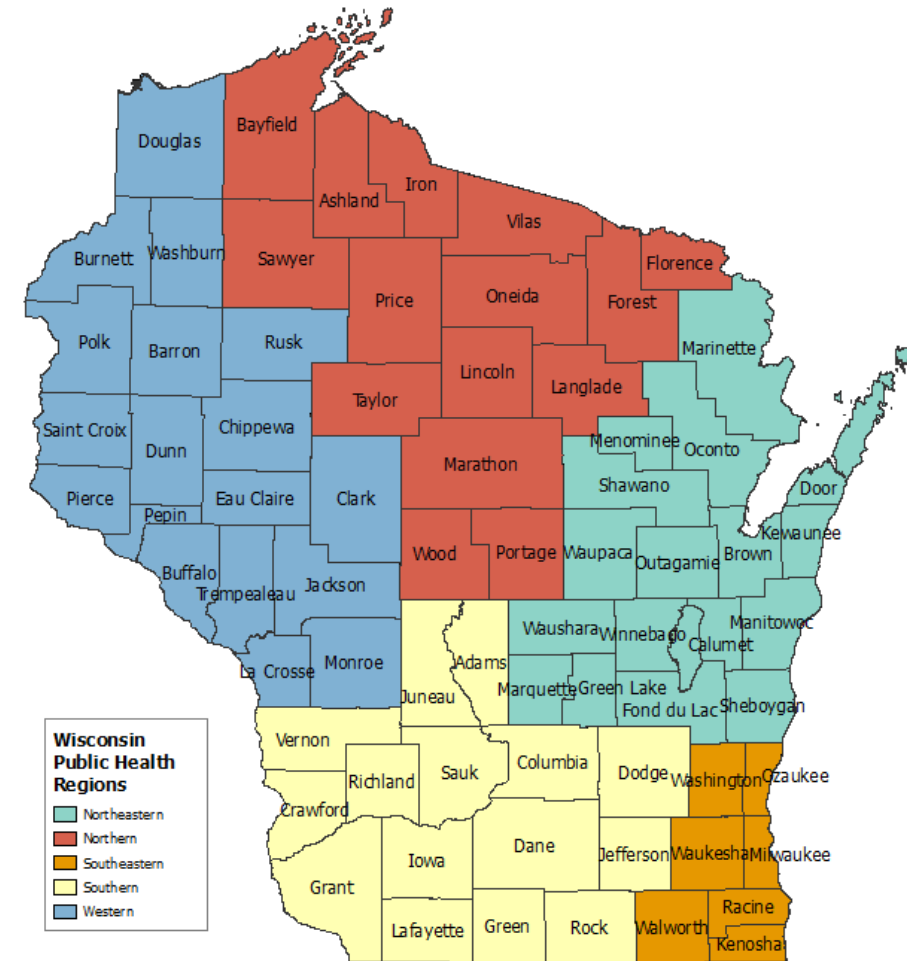 Douglas
Bayfield
Ashland
Iron
Vilas
Burnett
Washburn
Sawyer
Florence
Price
Oneida
Forest
Polk
Barron
Rusk
Marinette
Lincoln
Langlade
Taylor
Saint Croix
Dunn
Chippewa
Menominee
Oconto
Marathon
Shawano
Pierce
Eau Claire
Clark
Door
Pepin
Kewaunee
Wood
Portage
Waupaca
Outagamie
Brown
Buffalo
Trempealeau
Jackson
Waushara
Winnebago
Calumet
Manitowoc
La Crosse
Monroe
Adams
Juneau
Marquette
Green Lake
Fond du Lac
Sheboygan
Vernon
Richland
Sauk
Columbia
Dodge
Washington
Ozaukee
Crawford
Iowa
Dane
Jefferson
Waukesha
Milwaukee
Grant
Lafayette
Green
Rock
Walworth
Racine
Kenosha
Wisconsin
Public Health
Regions
Northeastern
Northern
Southeastern
Southern
Western